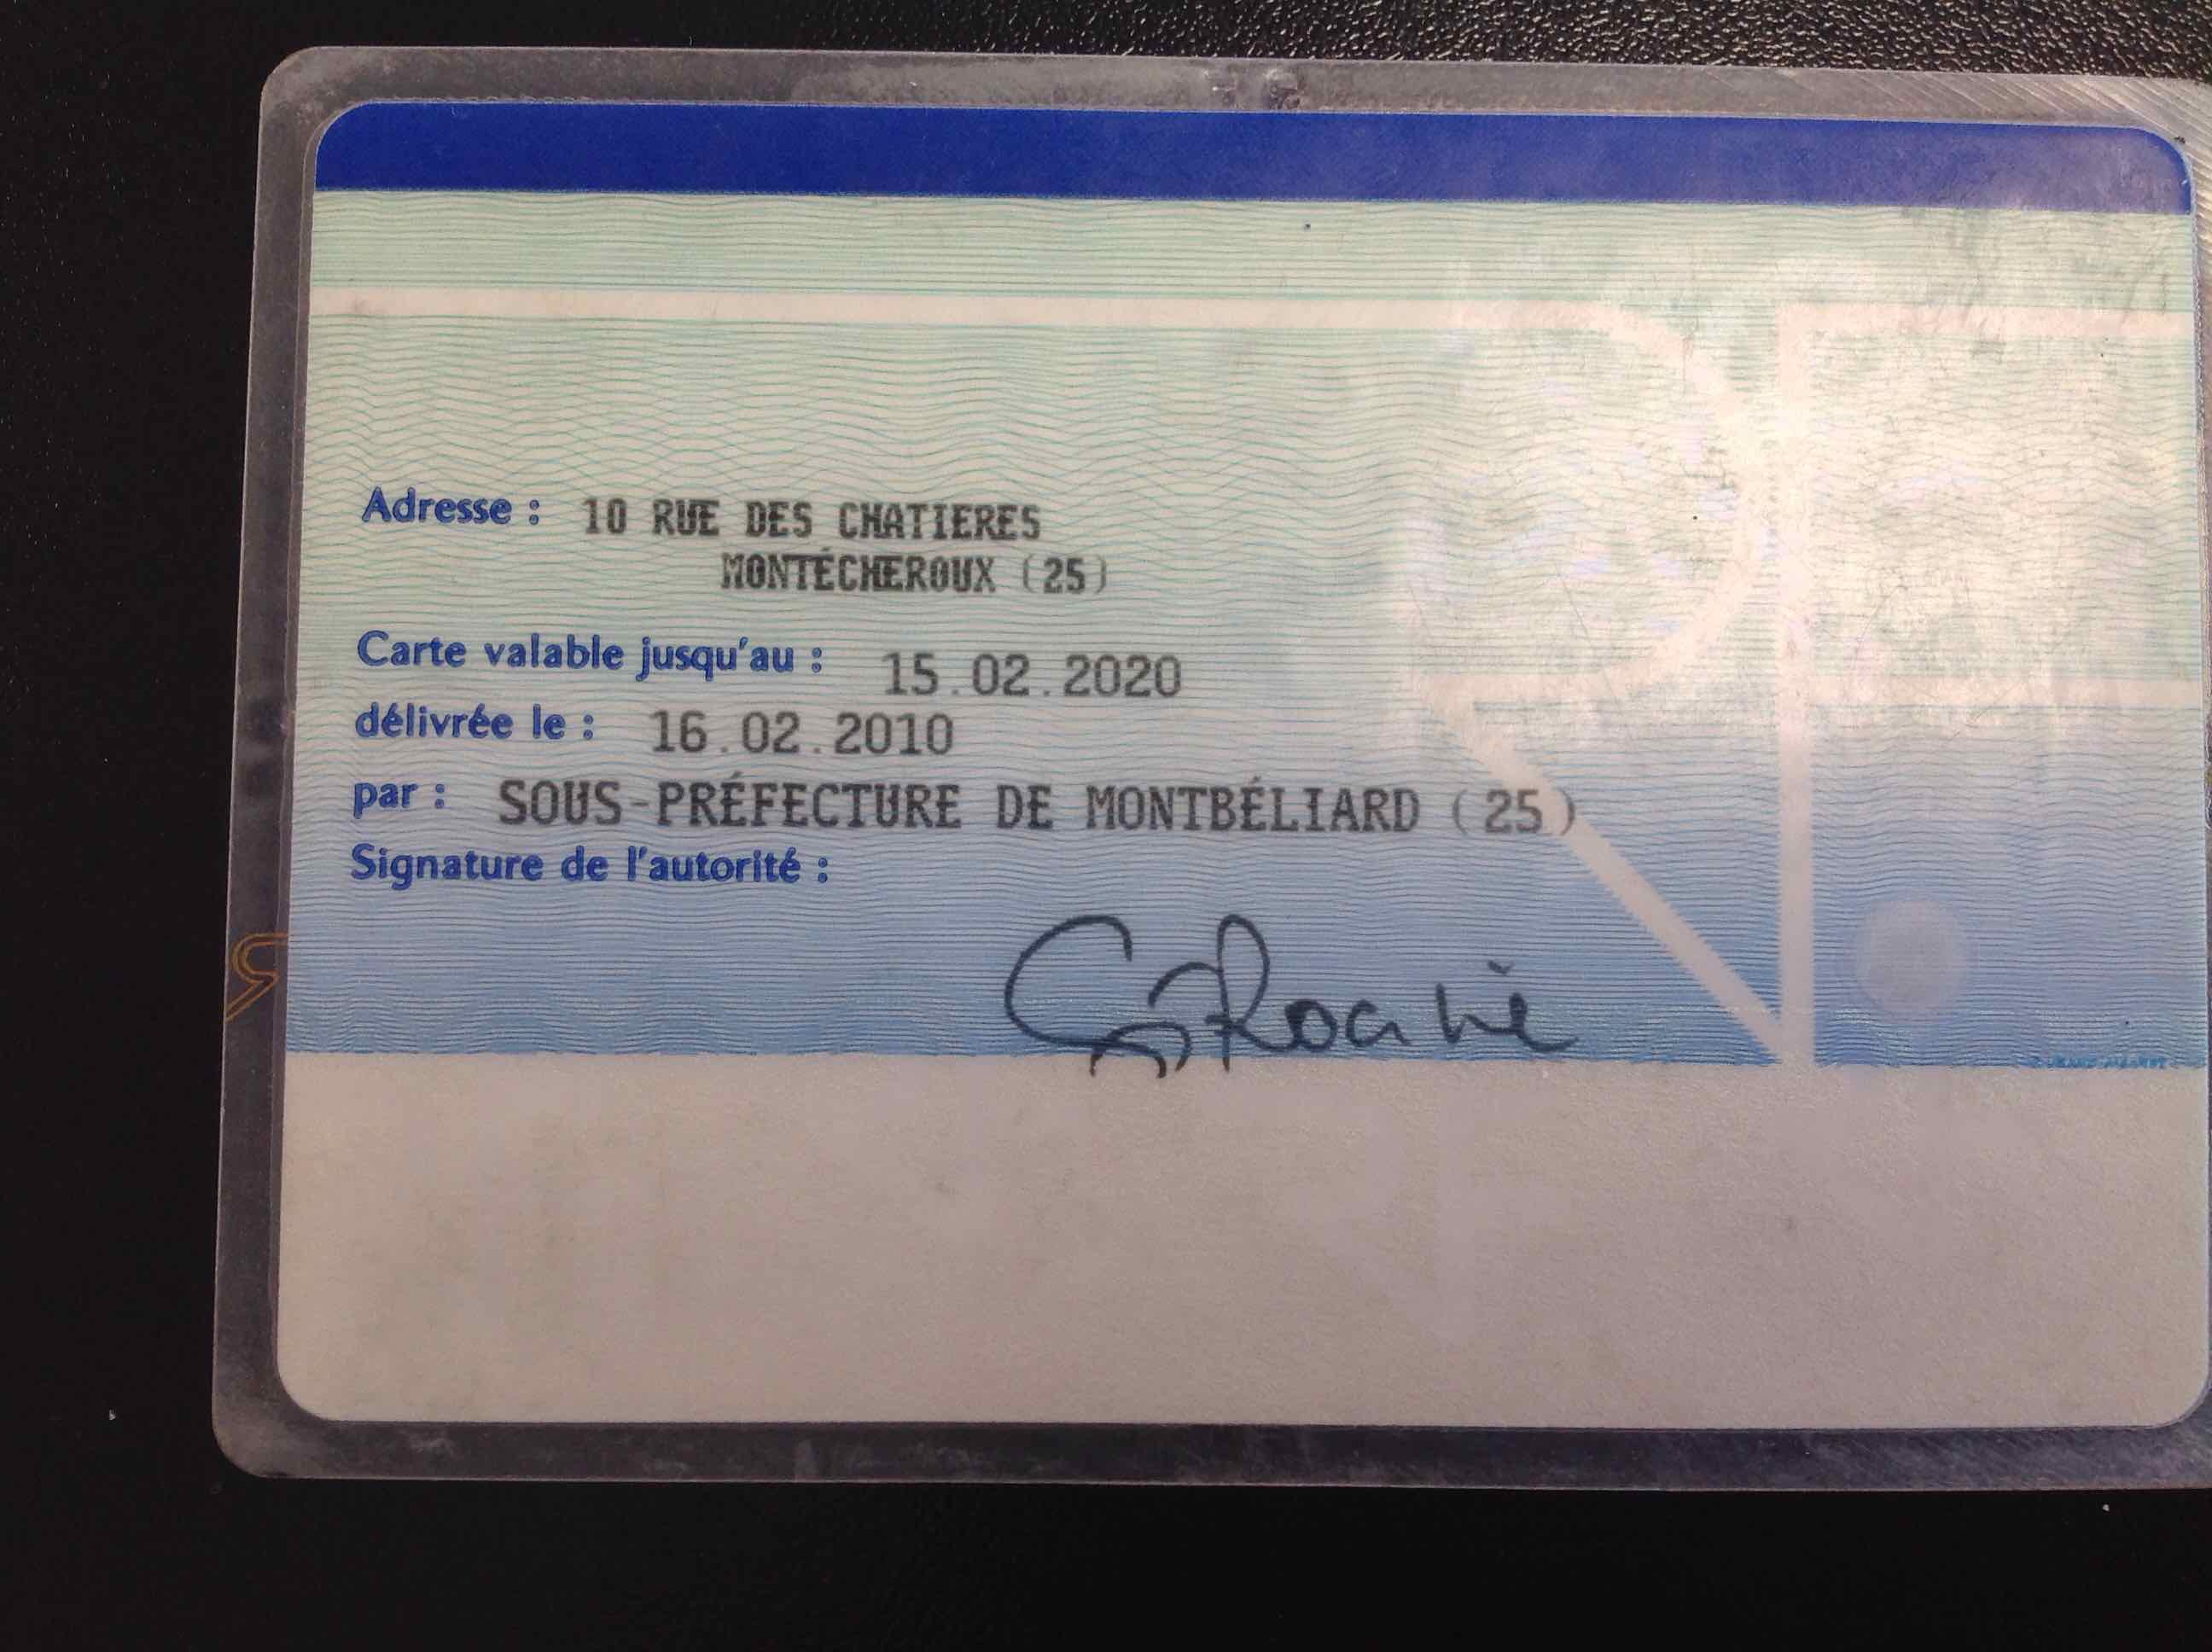 Adresse : 10 RUE DES CHATIERES
MONTÉCHEROUX (25)
Carte valable jusqu'au : 15.02.2020
délivrée le : 16.02.2010
par : SOUS-PRÉFECTURE DE MONTBÉLIARD (25)
Signature de l'autorité :